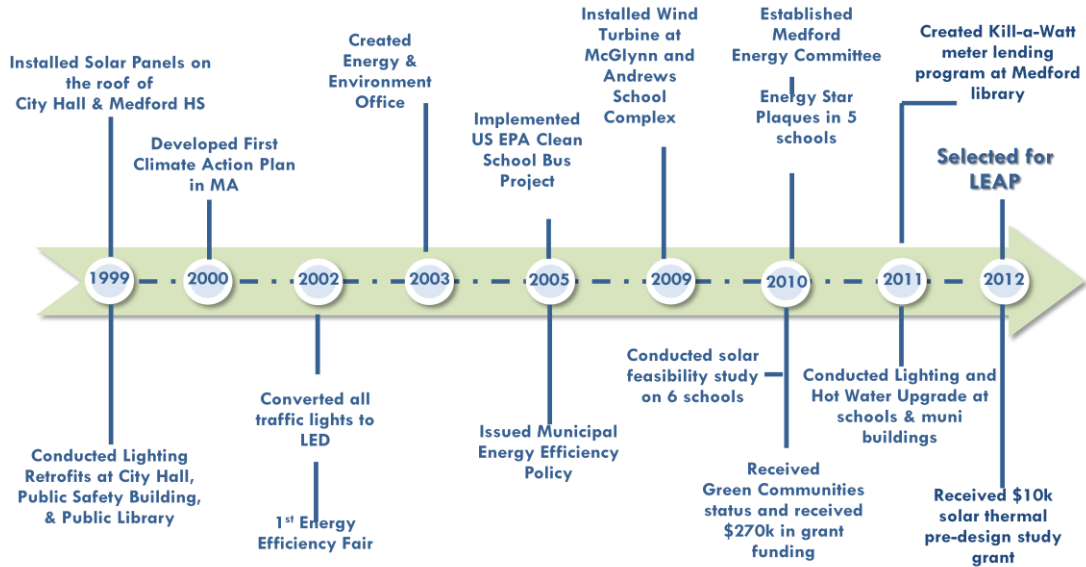 Installed Solar Panels on
the roof of
City Hall & Medford HS
Developed First
Climate Action Plan
in MA
Created
Energy &
Environment
Office
Implemented
US EPA Clean
School Bus
Project
Installed Wind
Turbine at
McGlynn and
Andrews
School
Complex
Established
Medford
Energy Committee
Energy Star
Plaques in 5
schools
Created Kill-a-Watt
meter lending
program at Medford
library
Selected for
LEAP
1999
2000
2002
2003
2005
2009
2010
2011
2012
Conducted Lighting
Retrofits at City Hall,
Public Safety Building,
& Public Library
Converted all
traffic lights to
LED
1st Energy
Efficiency Fair
Issued Municipal
Energy Efficiency
Policy
Conducted solar
feasibility study
on 6 schools
Received
Green Communities
status and received
$270k in grant
funding
Conducted Lighting and
Hot Water Upgrade at
schools & muni
buildings
Received $10k
solar thermal
pre-design study
grant